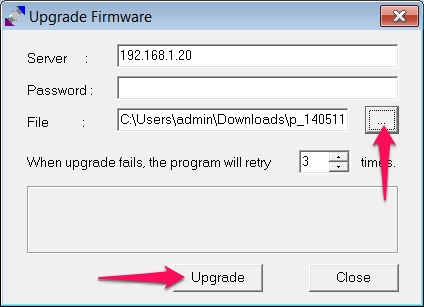 Upgrade Firmware
Server : 192.168.1.20
Password :
File : C:\Users\admin\Downloads\p_140511 ...
When upgrade fails, the program will retry 3 times.
Upgrade Close